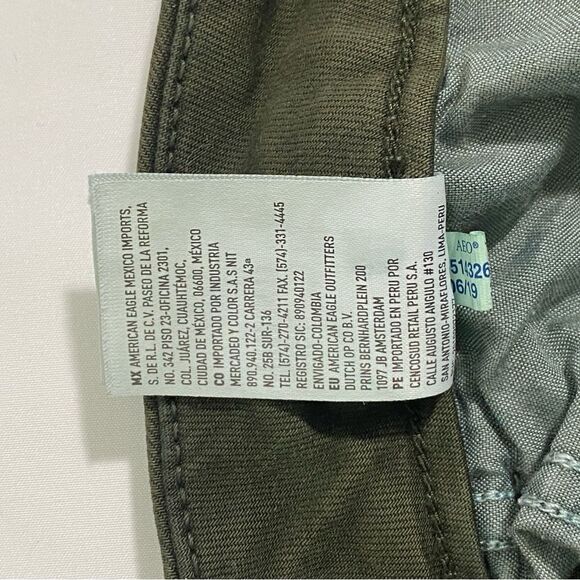 MX AMERICAN EAGLE MEXICO IMPORTS,
S. DE R.L. DE C.V. PASEO DE LA REFORMA
NO. 342 PISO 23-OFICINA 2301,
COL. JUÁREZ, CUAUHTÉMOC,
CIUDAD DE MÉXICO, 06600, MÉXICO
CO IMPORTADO POR INDUSTRIA
MERCADEO Y COLOR S.A.S NIT
890.940.122-2 CARRERA 43a
NO. 25B SUR-136
TEL. (574)-270-4211 FAX. (574)-331-4445
REGISTRO SIC: 890940122
ENVIGADO-COLOMBIA
EU AMERICAN EAGLE OUTFITTERS
DUTCH OP CO B.V.
PRINS BERNHARDPLEIN 200
1097 JB AMSTERDAM
PE IMPORTADO EN PERU POR
CENCOSUD RETAIL PERU S.A.
CALLE AUGUSTO ANGULO #130
SAN ANTONIO-MIRAFLORES, LIMA-PERU
AEO®
514326
06/19